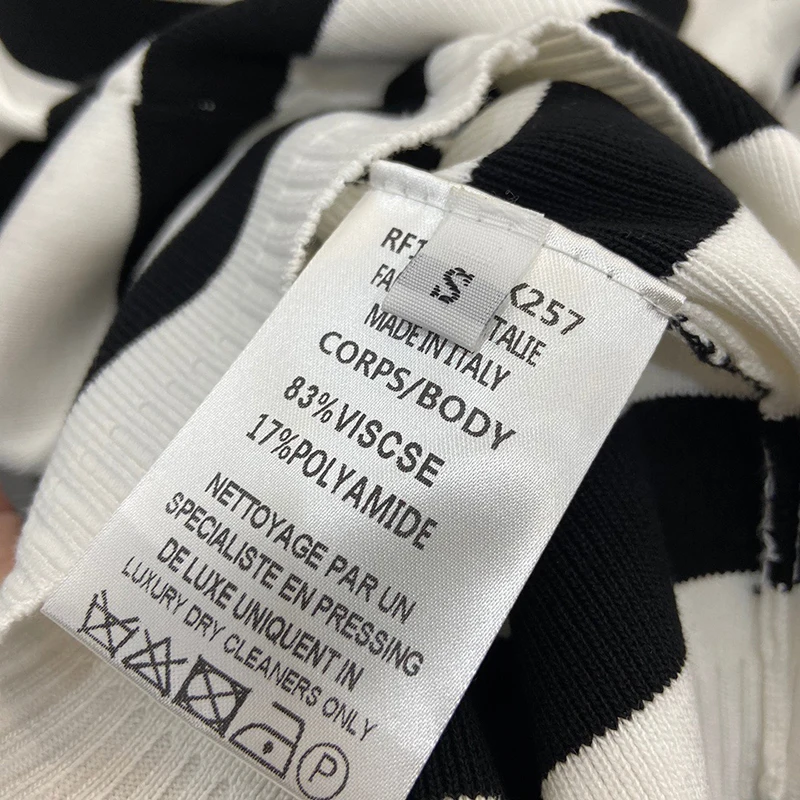 S
K257
MADE IN ITALY
CORPS/BODY
83%VISCSE
17%POLYAMIDE
NETTOYAGE PAR UN
SPECIALISTE EN PRESSING
DE LUXE UNIQUENT IN
LUXURY DRY CLEANERS ONLY
P